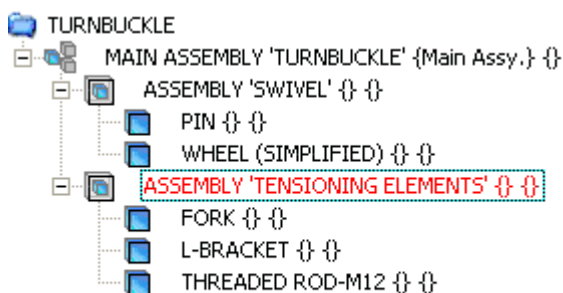 TURNBUCKLE
MAIN ASSEMBLY 'TURNBUCKLE' {Main Assy.} {}
ASSEMBLY 'SWIVEL' {} {}
PIN {} {}
WHEEL (SIMPLIFIED) {} {}
ASSEMBLY 'TENSIONING ELEMENTS' {} {}
FORK {} {}
L-BRACKET {} {}
THREADED ROD-M12 {} {}